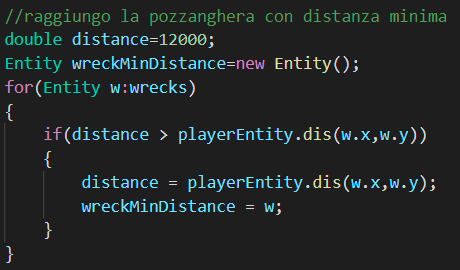 //raggiungo la pozzanghera con distanza minima
double distance=12000;
Entity wreckMinDistance=new Entity();
for(Entity w:wrecks)
{
    if(distance > playerEntity.dis(w.x,w.y))
    {
        distance = playerEntity.dis(w.x,w.y);
        wreckMinDistance = w;
    }
}